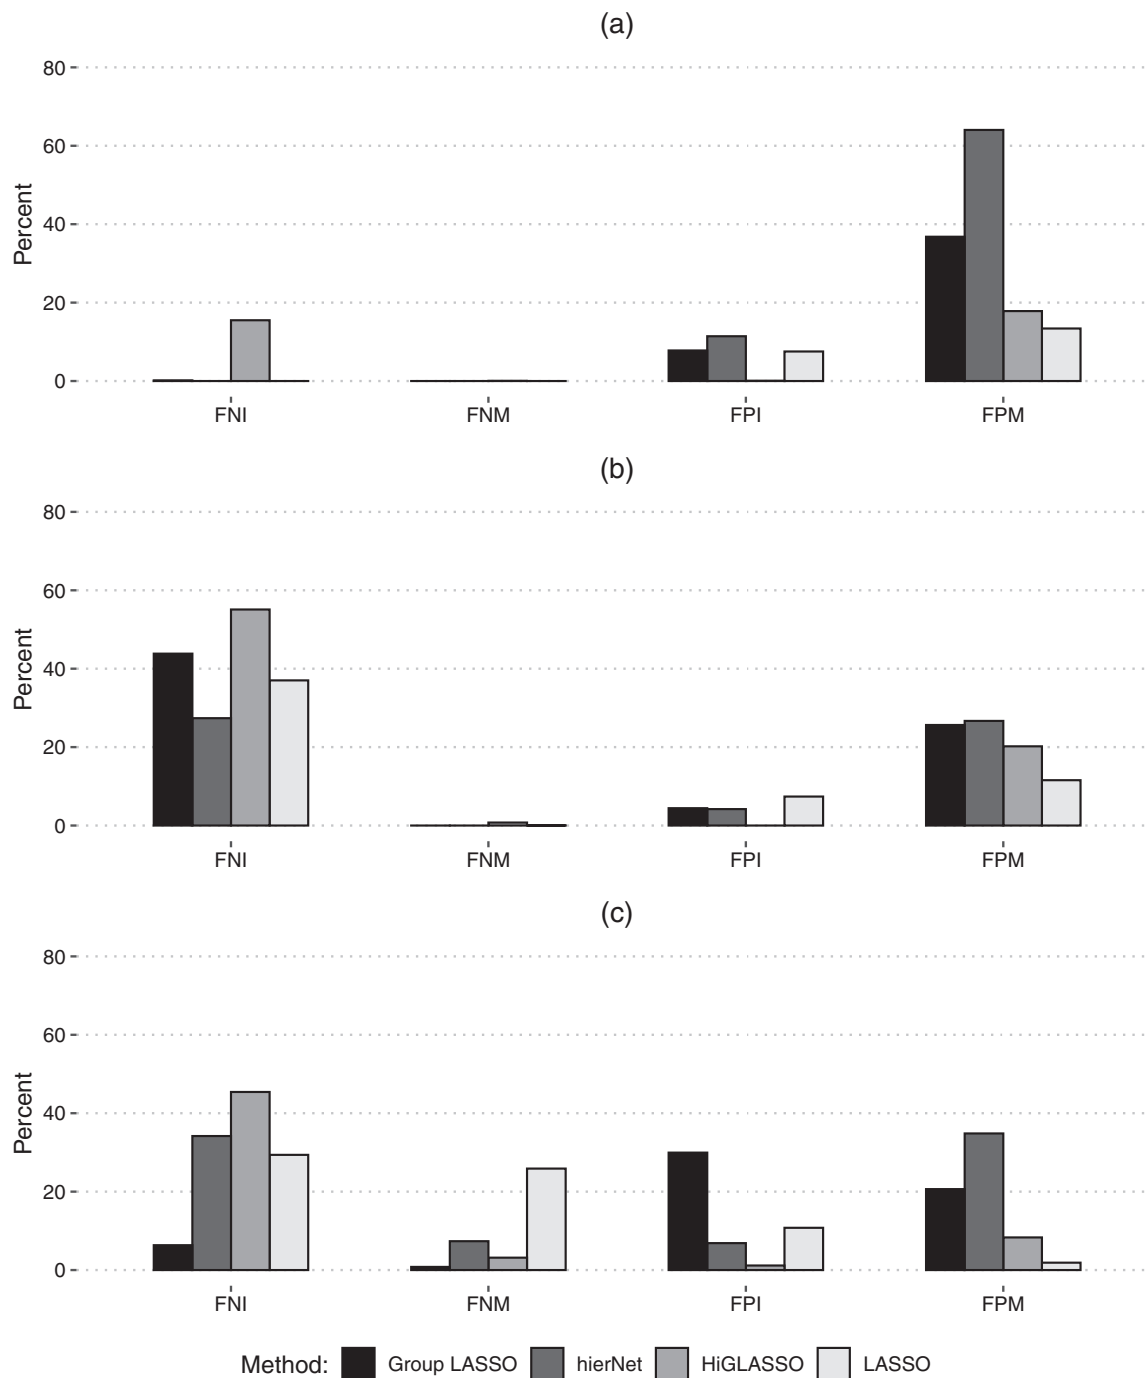 (a)
80
60
40
20
0
Percent
FNI FNM FPI FPM
(b)
80
60
40
20
0
Percent
FNI FNM FPI FPM
(c)
80
60
40
20
0
Percent
FNI FNM FPI FPM
Method: Group LASSO hierNet HiGLASSO LASSO